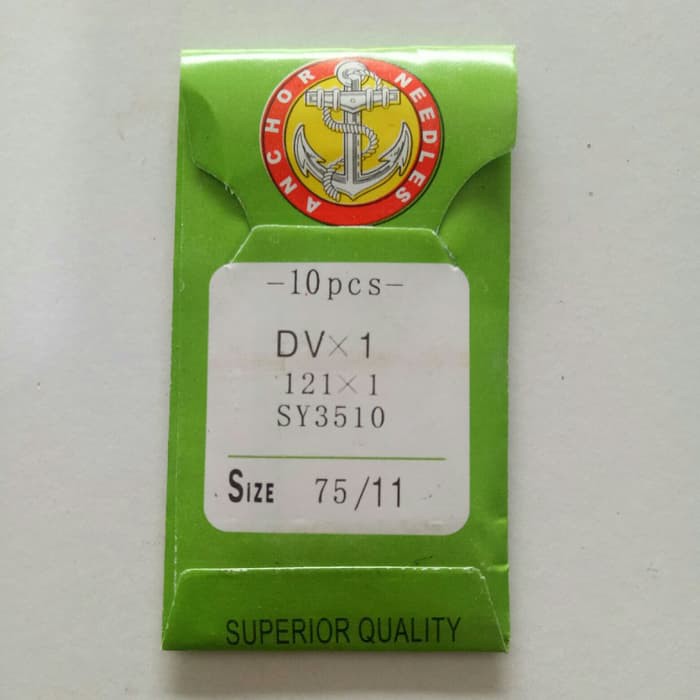 ANCHOR NEEDLES
-10pcs-
DV×1
121×1
SY3510
SIZE 75/11
SUPERIOR QUALITY